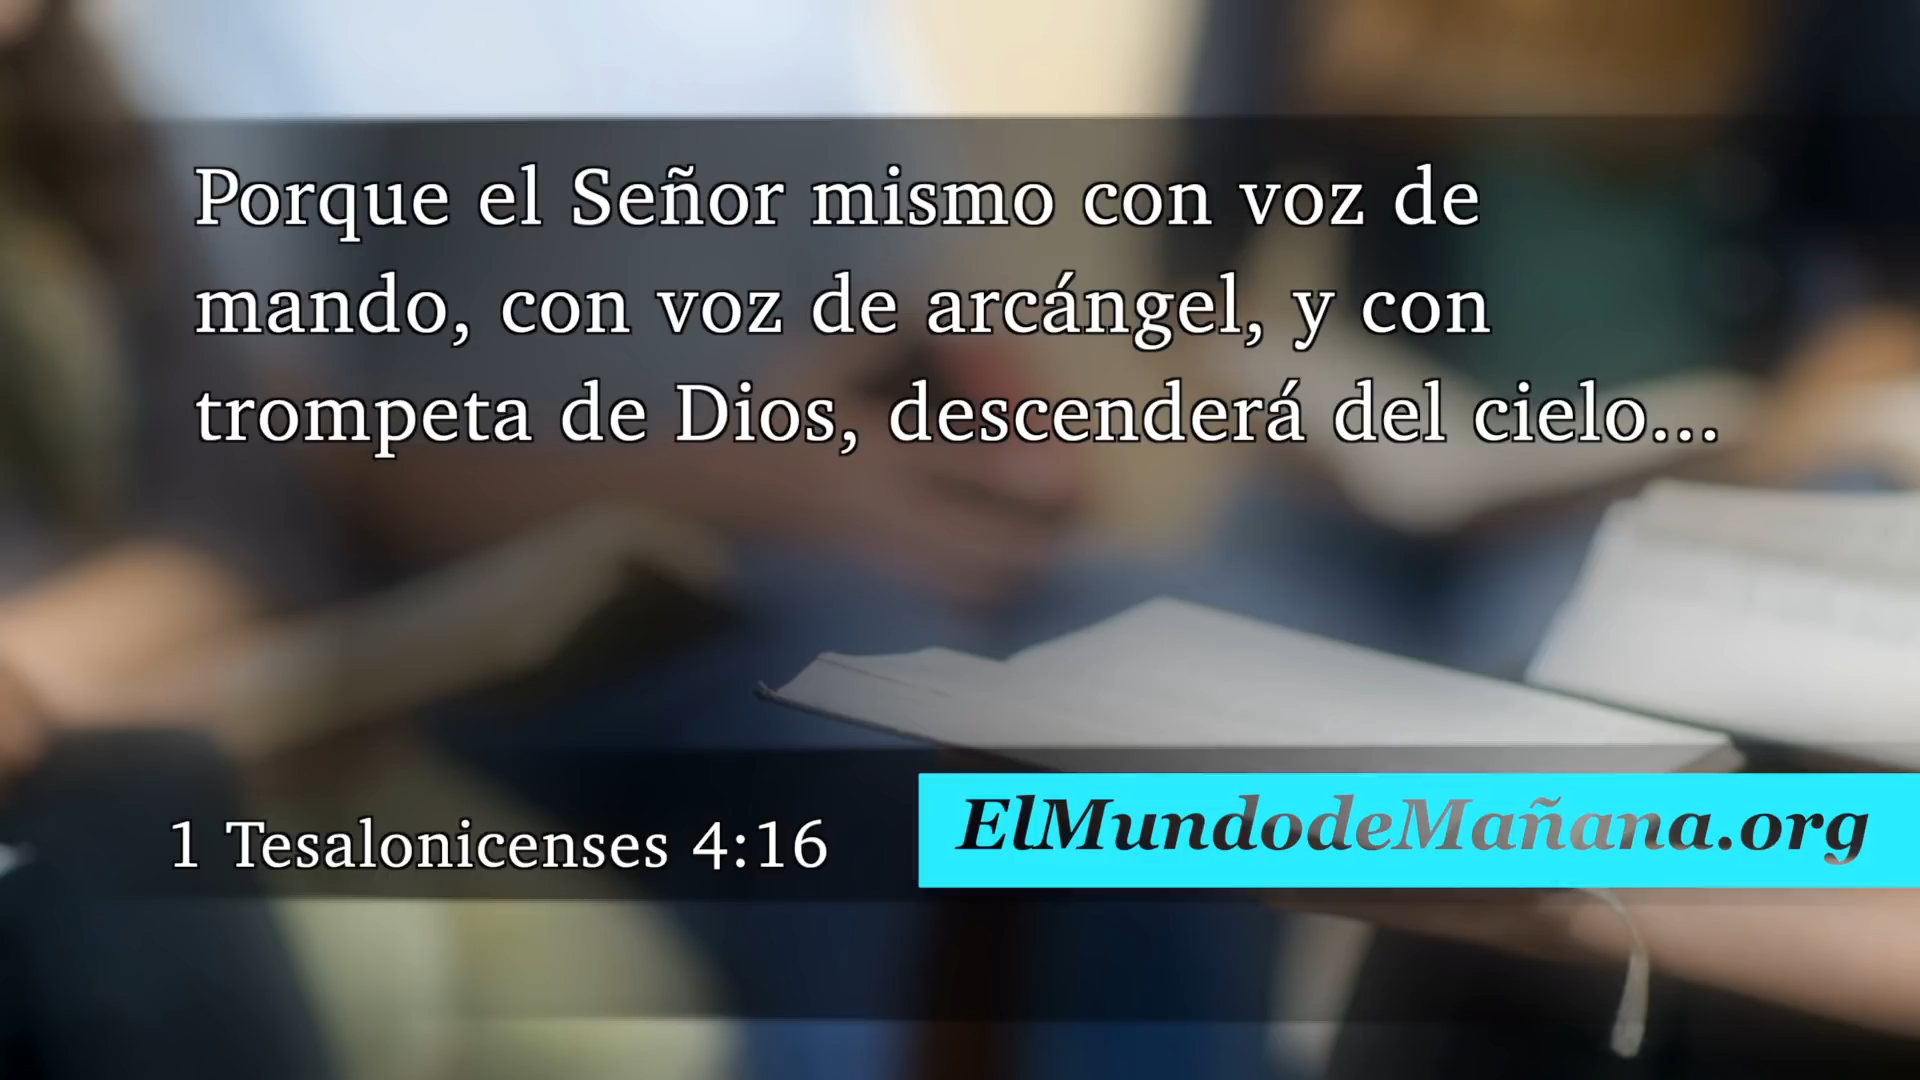 Porque el Señor mismo con voz de
mando, con voz de arcángel, y con
trompeta de Dios, descenderá del cielo...
1 Tesalonicenses 4:16
ElMundodeMañana.org